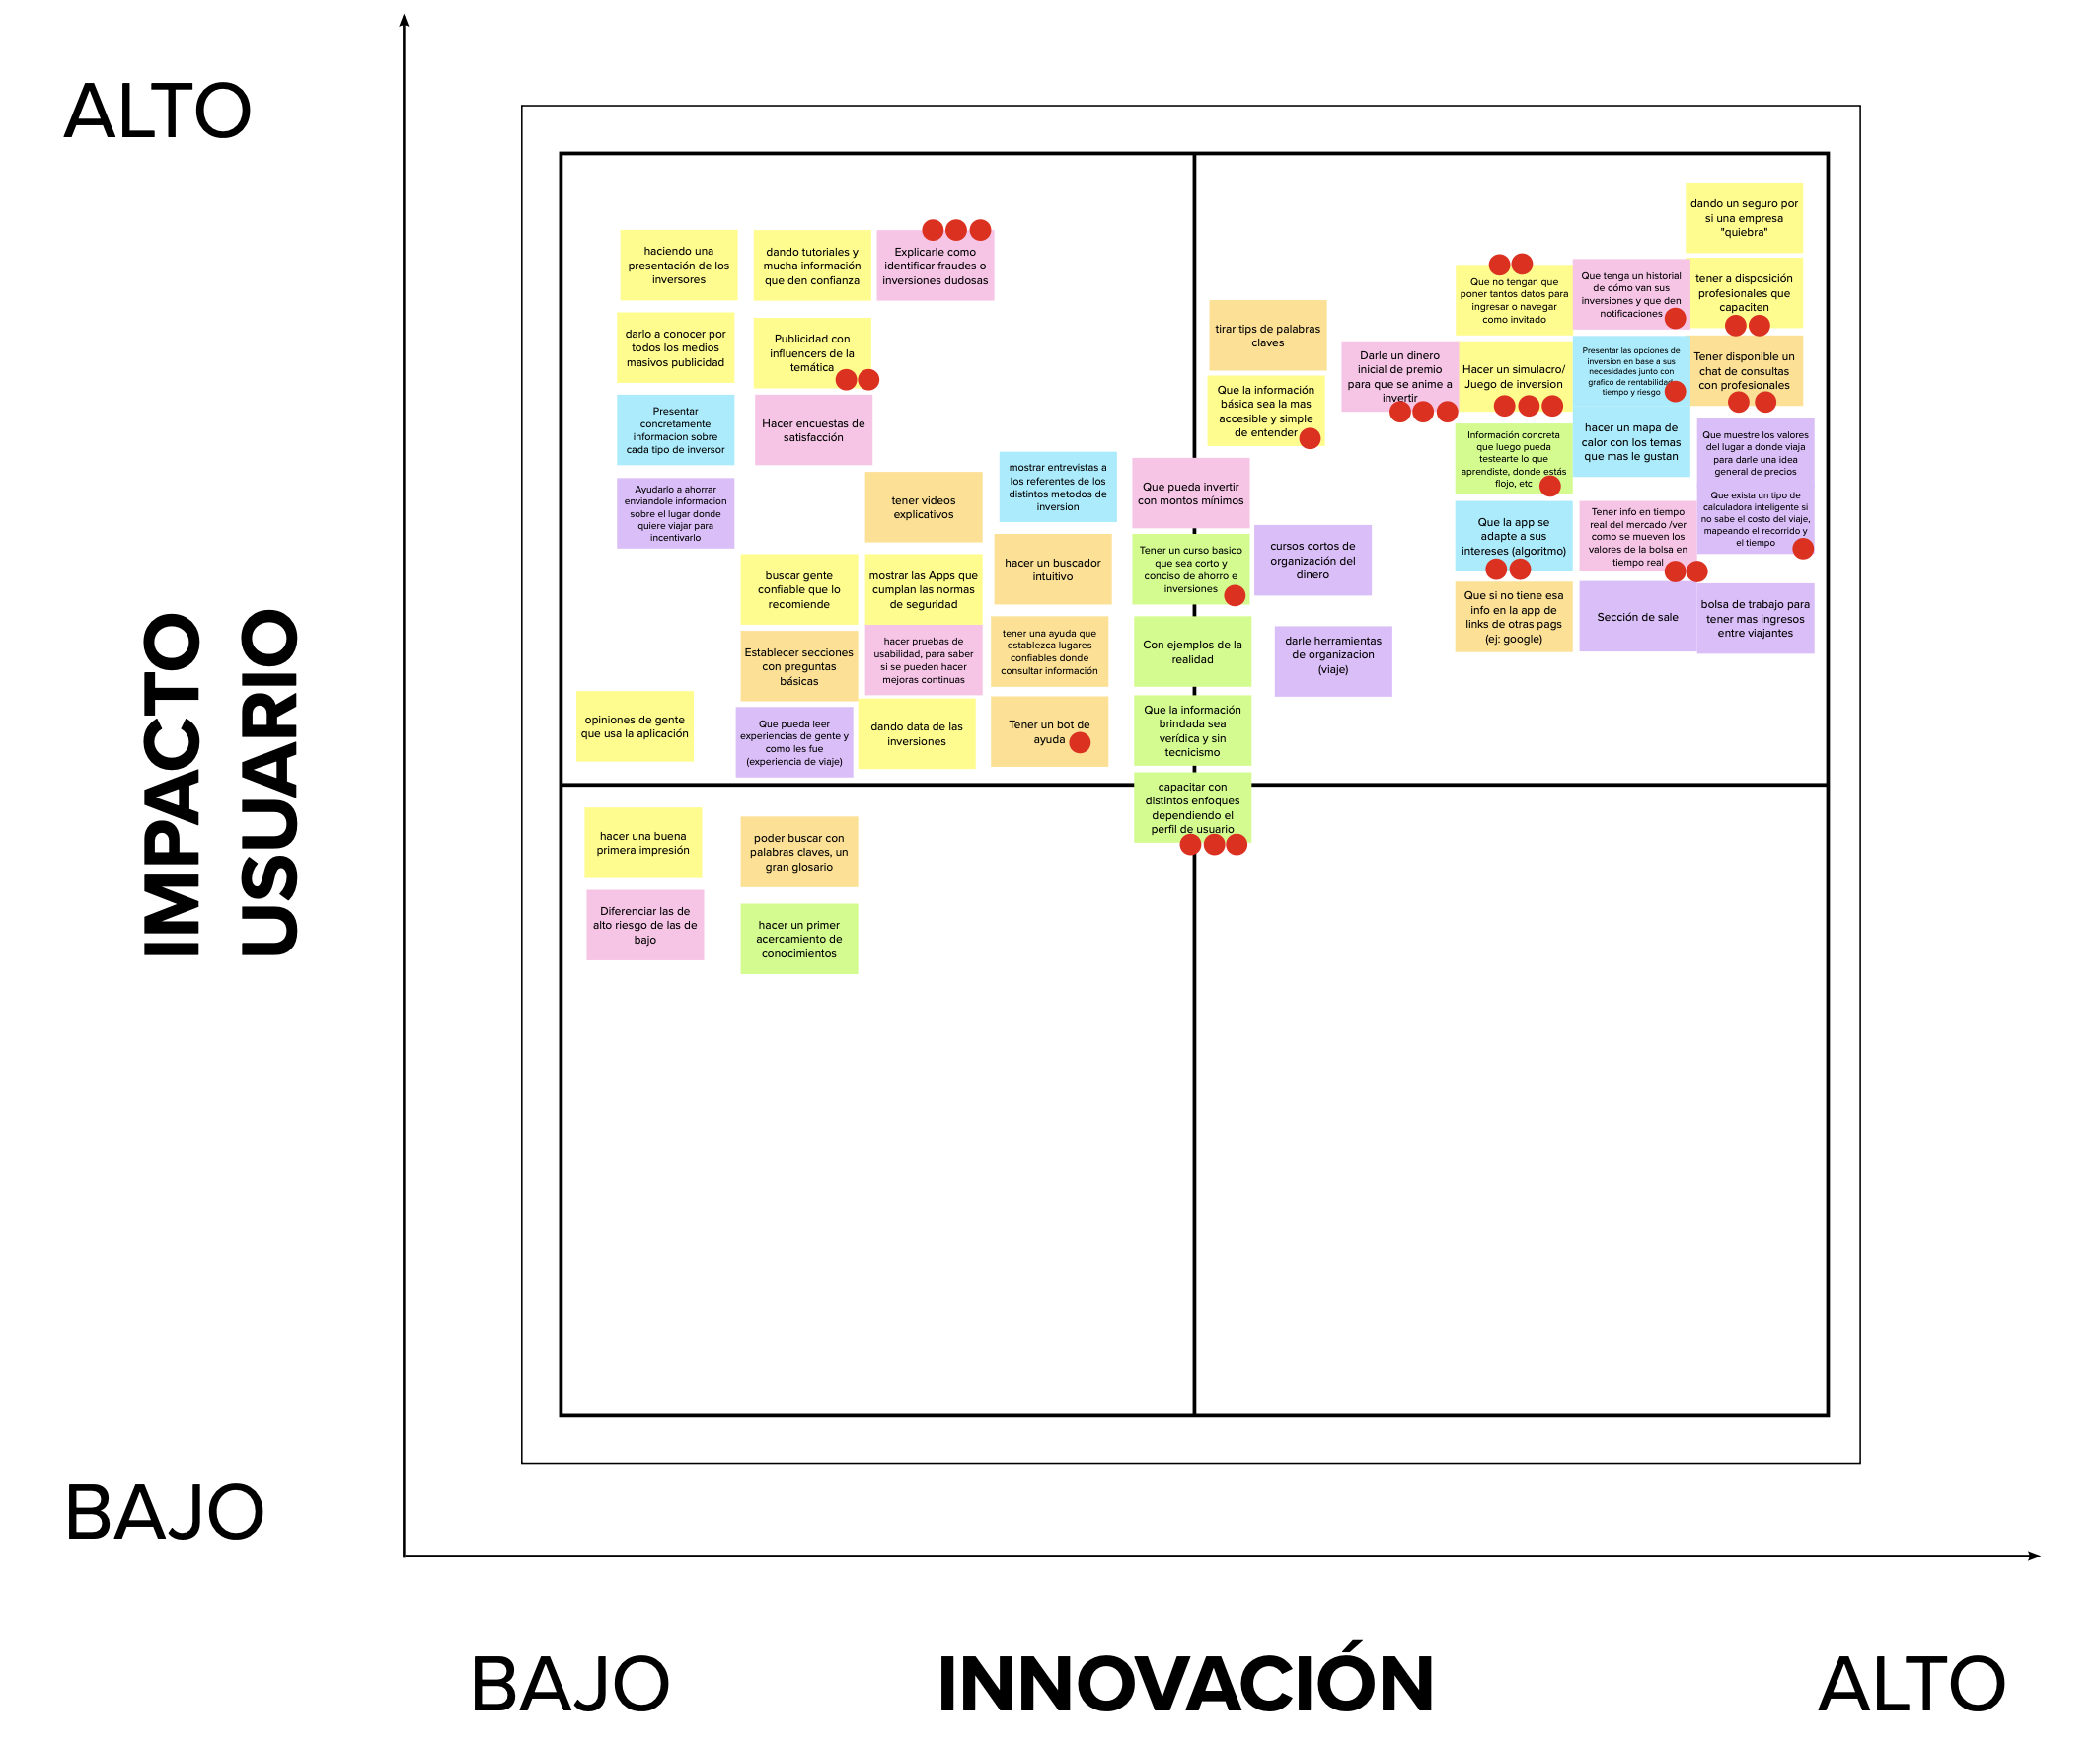 ALTO
IMPACTO
USUARIO
BAJO
haciendo una
presentación de los
inversores
dando tutoriales y
mucha información
que den confianza
Explicarle como
identificar fraudes o
inversiones dudosas
darlo a conocer por
todos los medios
masivos publicidad
Publicidad con
influencers de la
temática
Presentar
concretamente
informacion sobre
cada tipo de inversor
Hacer encuestas de
satisfacción
Ayudarlo a ahorrar
enviandole informacion
sobre el lugar donde
quiere viajar para
incentivarlo
tener videos
explicativos
mostrar entrevistas a
los referentes de los
distintos metodos de
inversion
buscar gente
confiable que lo
recomiende
mostrar las Apps que
cumplan las normas
de seguridad
hacer un buscador
intuitivo
Establecer secciones
con preguntas
básicas
hacer pruebas de
usabilidad, para saber
si se pueden hacer
mejoras continuas
tener una ayuda que
establezca lugares
confiables donde
consultar información
opiniones de gente
que usa la aplicación
Que pueda leer
experiencias de gente y
como les fue
(experiencia de viaje)
dando data de las
inversiones
Tener un bot de
ayuda
Que pueda invertir
con montos mínimos
Tener un curso basico
que sea corto y
conciso de ahorro e
inversiones
Con ejemplos de la
realidad
Que la información
brindada sea
verídica y sin
tecnicismo
capacitar con
distintos enfoques
dependiendo el
perfil de usuario
tirar tips de palabras
claves
Que la información
básica sea la mas
accesible y simple
de entender
Darle un dinero
inicial de premio
para que se anime a
invertir
cursos cortos de
organización del
dinero
darle herramientas
de organizacion
(viaje)
Que no tengan que
poner tantos datos para
ingresar o navegar
como invitado
Hacer un simulacro/
Juego de inversion
Información concreta
que luego pueda
testearte lo que
aprendiste, donde estás
flojo, etc
Que la app se
adapte a sus
intereses (algoritmo)
Que si no tiene esa
info en la app de
links de otras pags
(ej: google)
Que tenga un historial
de cómo van sus
inversiones y que den
notificaciones
Presentar las opciones de
inversion en base a sus
necesidades junto con
grafico de rentabilidad
tiempo y riesgo
hacer un mapa de
calor con los temas
que mas le gustan
Tener info en tiempo
real del mercado /ver
como se mueven los
valores de la bolsa en
tiempo real
Sección de sale
dando un seguro por
si una empresa
"quiebra"
tener a disposición
profesionales que
capaciten
Tener disponible un
chat de consultas
con profesionales
Que muestre los valores
del lugar a donde viaja
para darle una idea
general de precios
Que exista un tipo de
calculadora inteligente si
no sabe el costo del viaje,
mapeando el recorrido y
el tiempo
bolsa de trabajo para
tener mas ingresos
entre viajantes
hacer una buena
primera impresión
poder buscar con
palabras claves, un
gran glosario
Diferenciar las de
alto riesgo de las de
bajo
hacer un primer
acercamiento de
conocimientos
BAJO
INNOVACIÓN
ALTO